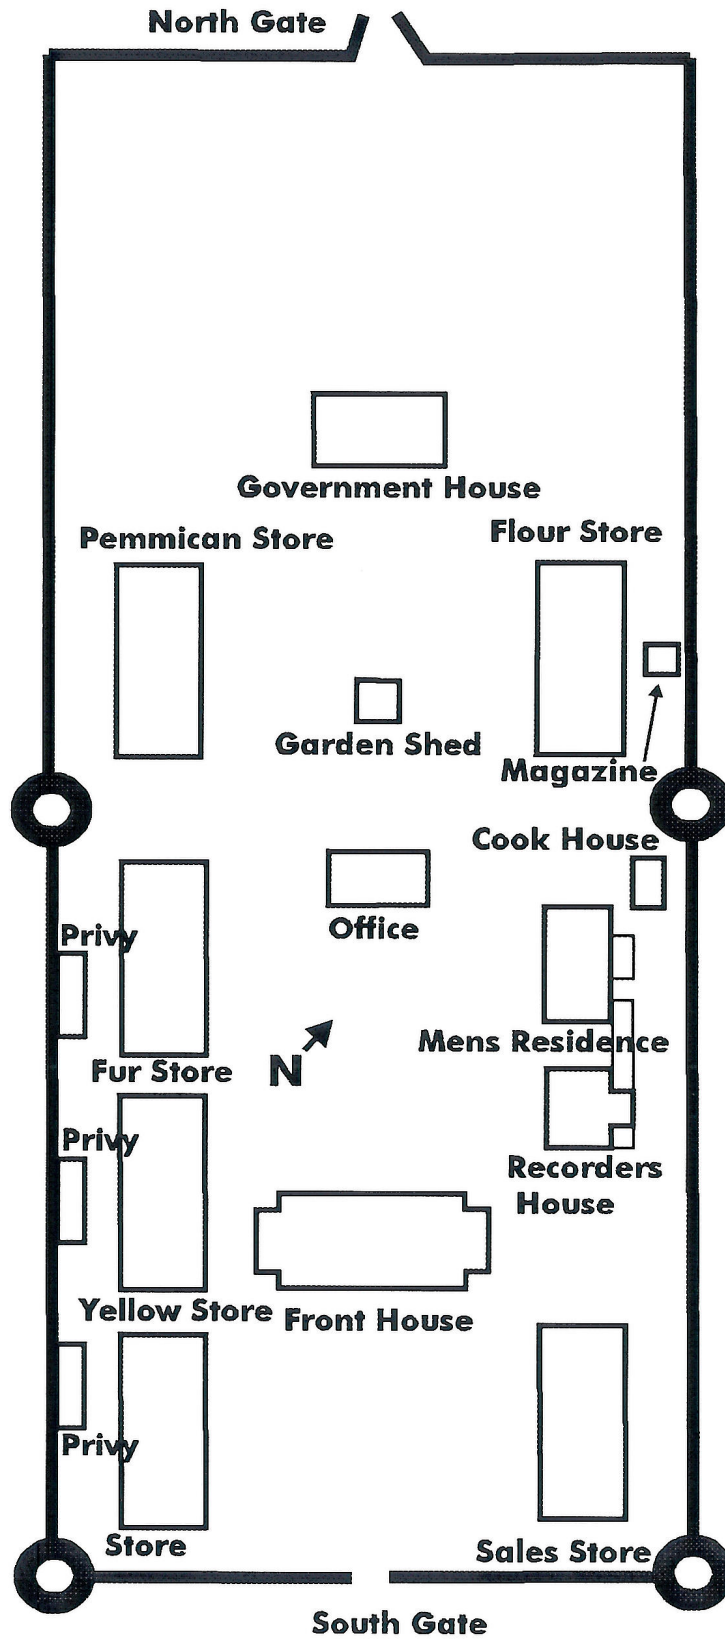 North Gate
Government House
Pemmican Store
Flour Store
Garden Shed
Magazine
Cook House
Office
Privy
Mens Residence
Fur Store
N
Privy
Recorders
House
Yellow Store
Front House
Privy
Store
Sales Store
South Gate